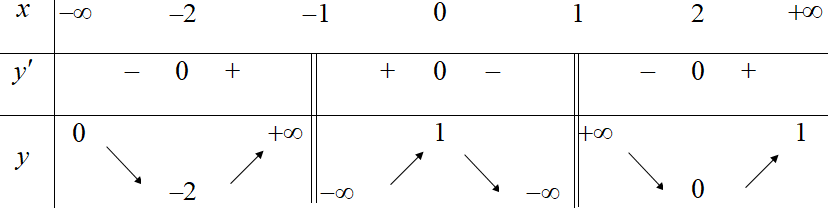 x −∞ −2 −1 0 1 2 +∞
y′ − 0 + + 0 − − 0 +
0 +∞ 1 +∞ 1
y
−2 −∞ −∞ 0